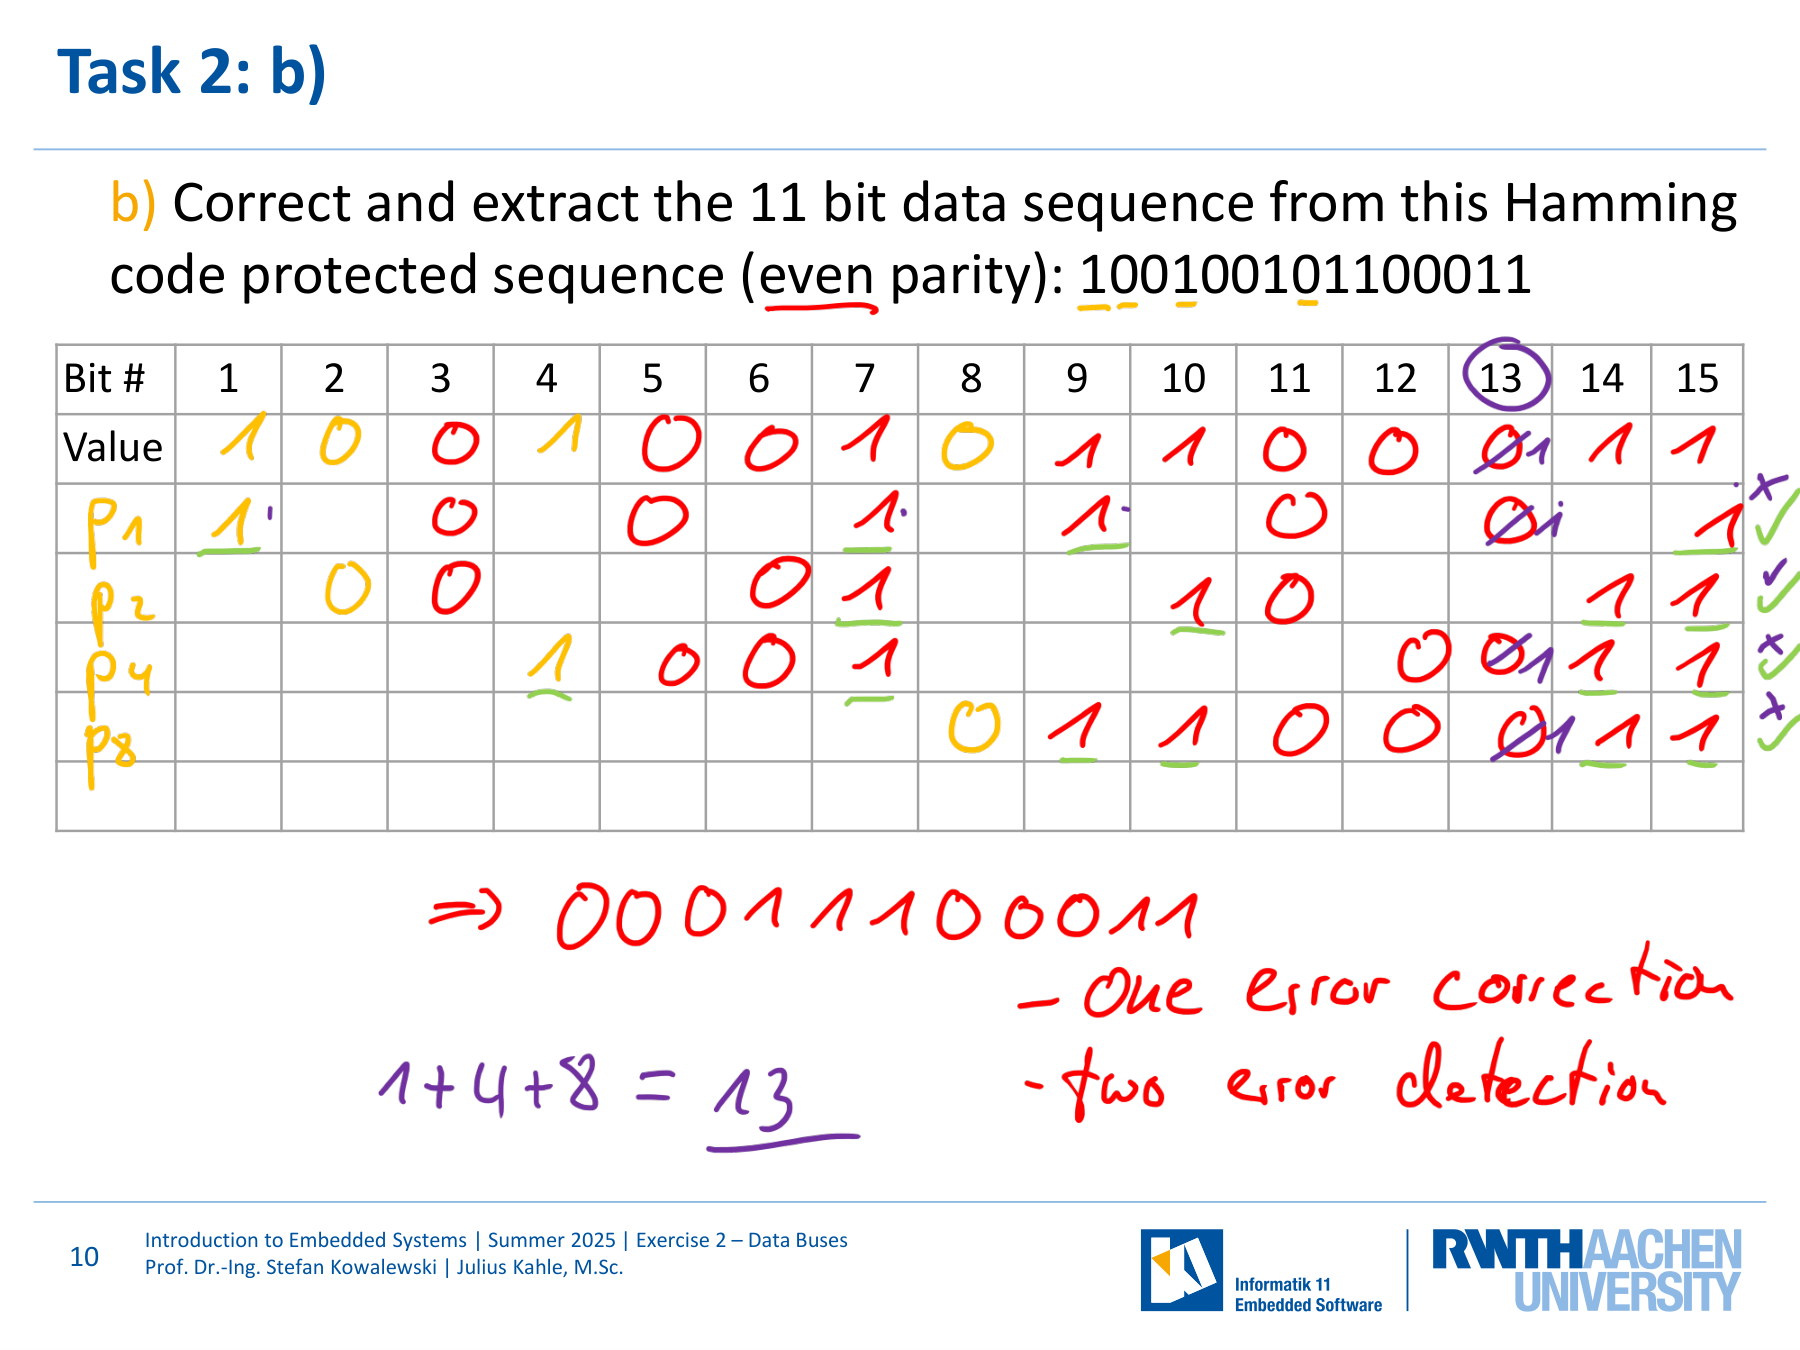 Task 2: b)
b) Correct and extract the 11 bit data sequence from this Hamming
code protected sequence (even parity): 100100101100011
Bit # 1 2 3 4 5 6 7 8 9 10 11 12 13 14 15
Value 1 0 0 1 0 0 1 0 1 1 0 0 0 1 1 1
p1 1 0 0 1 1 0 0 1 1 x ✓
p2 0 0 0 1 1 0 1 1 ✓ ✓
p4 1 0 0 1 0 0 1 1 1 x ✓
p8 0 1 1 0 0 0 1 1 1 x ✓
⇒ 00011100011
- One error correction
1+4+8 = 13
- two error detection
10
Introduction to Embedded Systems | Summer 2025 | Exercise 2 – Data Buses
Prof. Dr.-Ing. Stefan Kowalewski | Julius Kahle, M.Sc.
Informatik 11
Embedded Software
RWTH AACHEN
UNIVERSITY